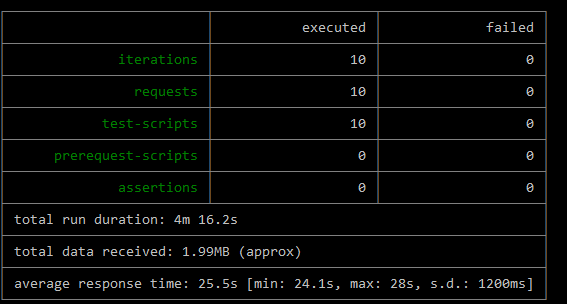 executed failed
iterations 10 0
requests 10 0
test-scripts 10 0
prerequest-scripts 0 0
assertions 0 0
total run duration: 4m 16.2s
total data received: 1.99MB (approx)
average response time: 25.5s [min: 24.1s, max: 28s, s.d.: 1200ms]